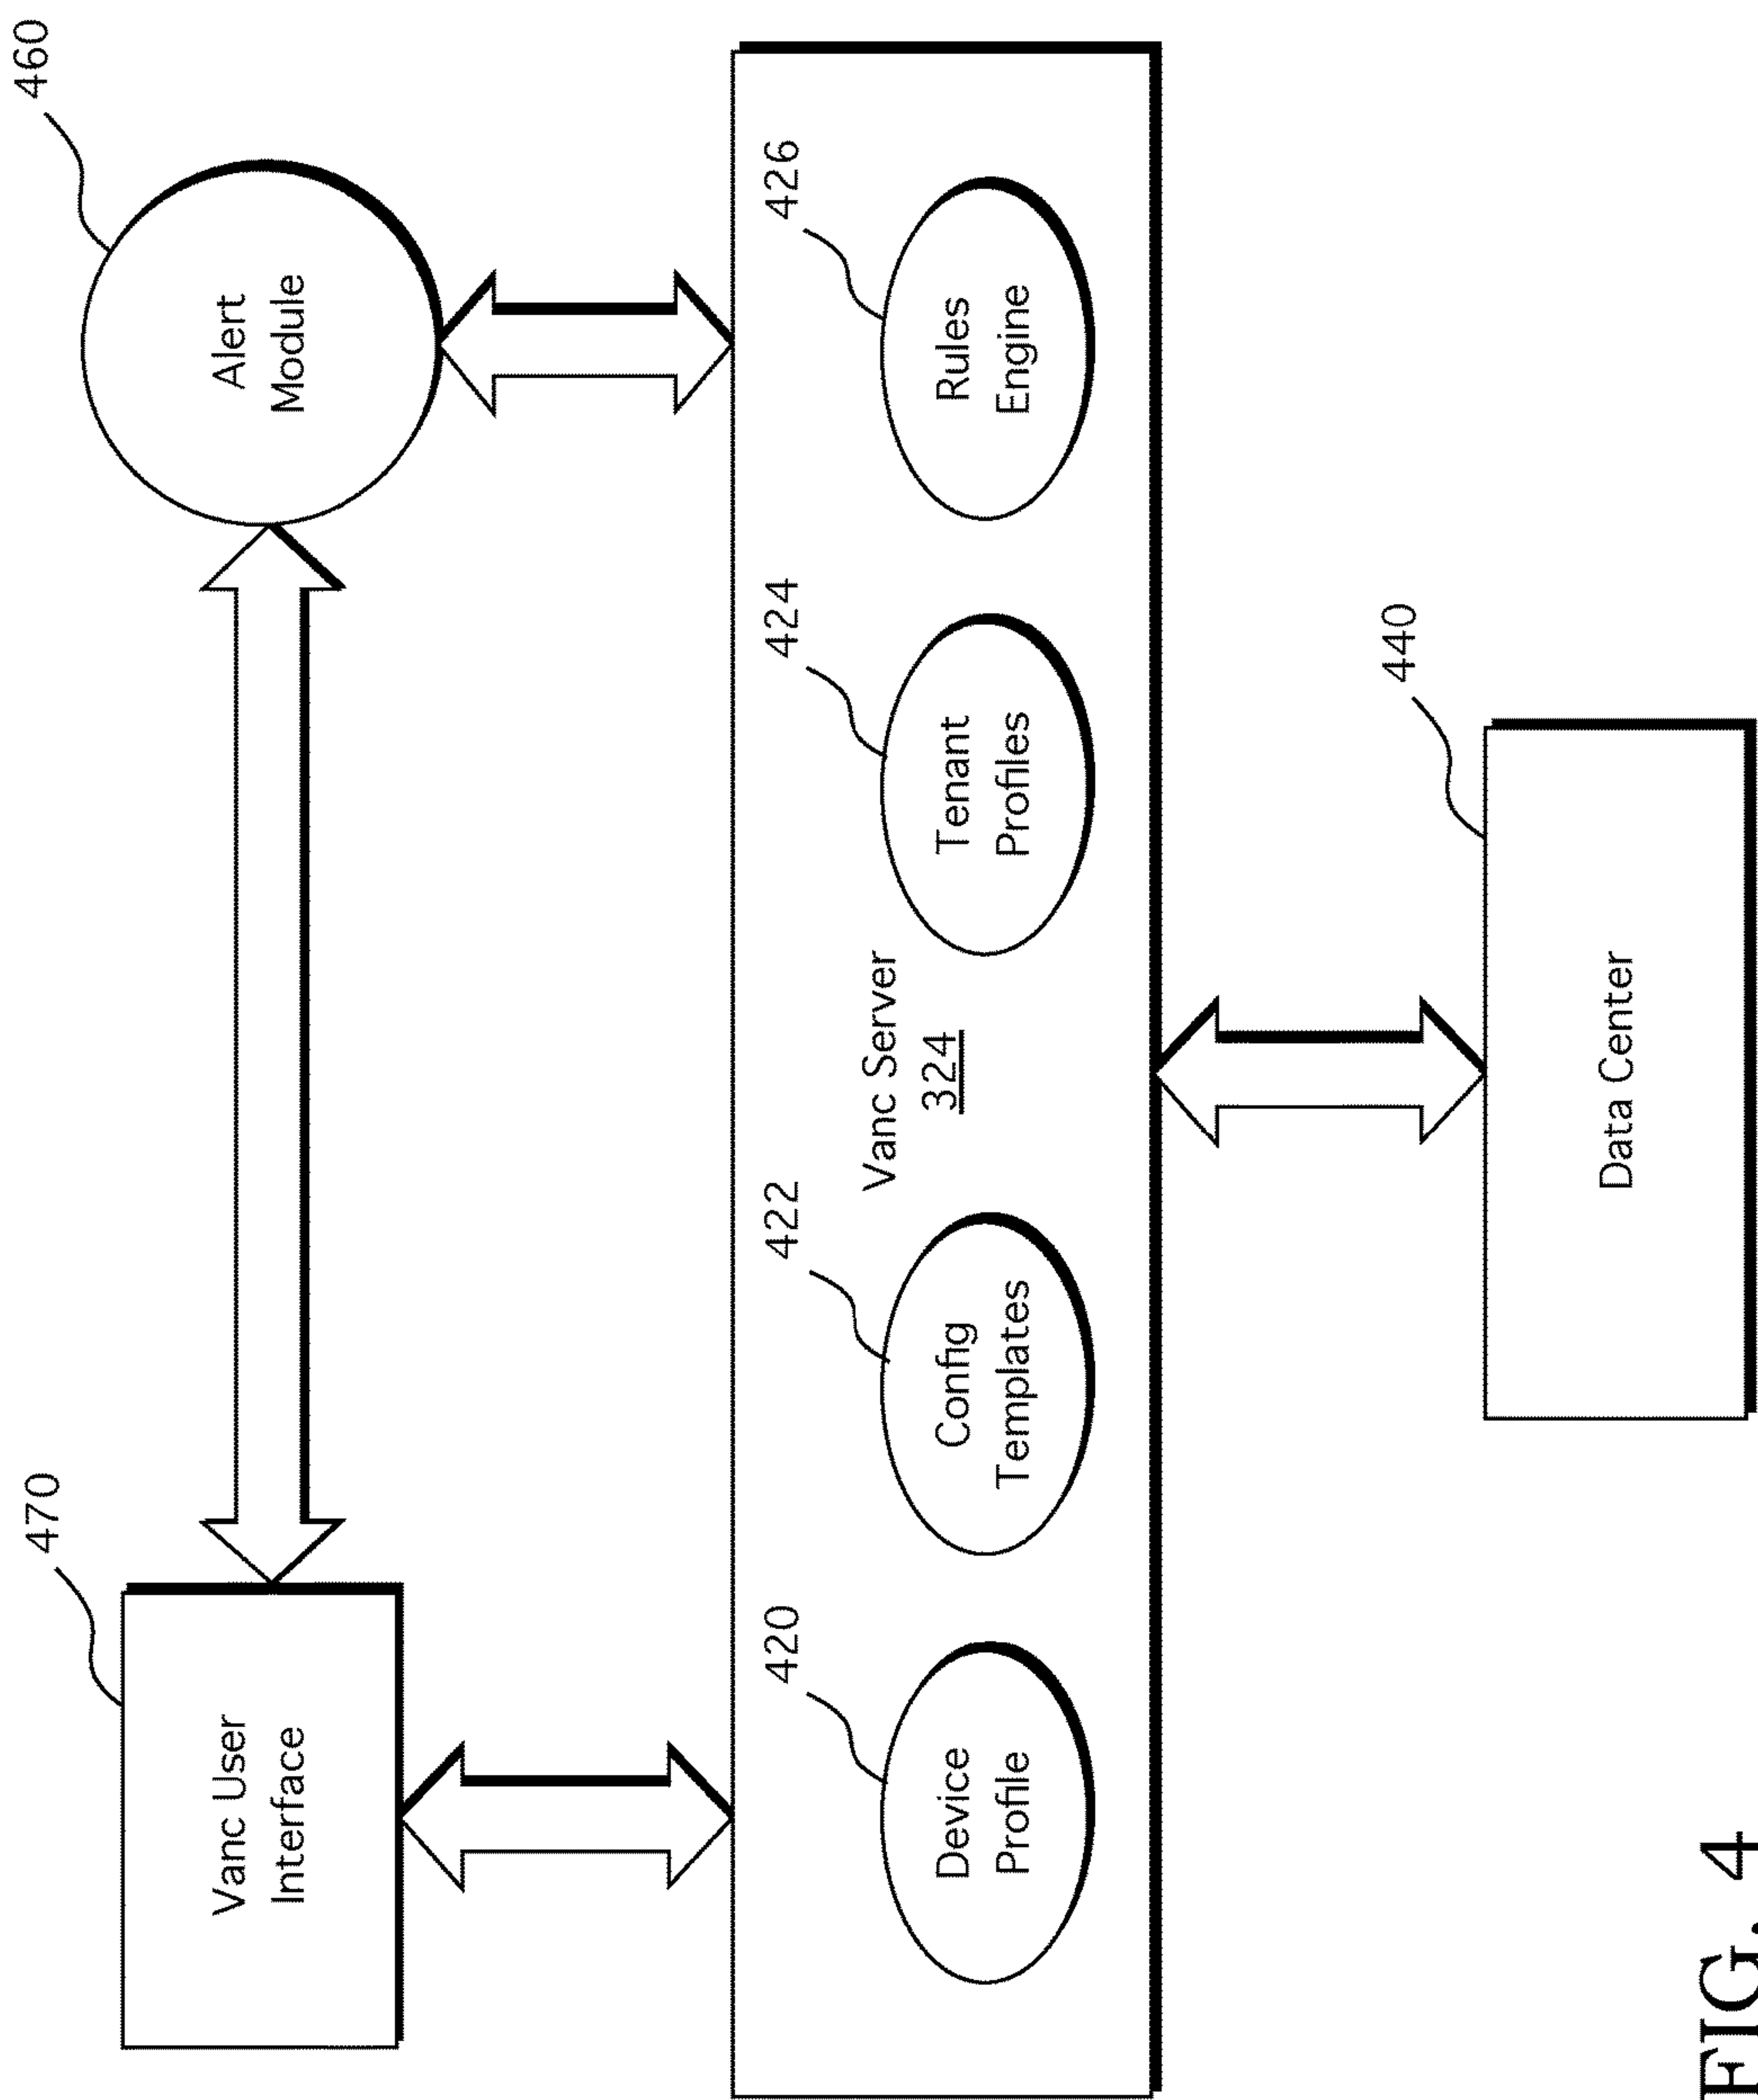 470
460
Vanc User
Interface
Alert
Module
420
422
424
426
Vanc Server
324
Device
Profile
Config
Templates
Tenant
Profiles
Rules
Engine
440
Data Center
FIG. 4